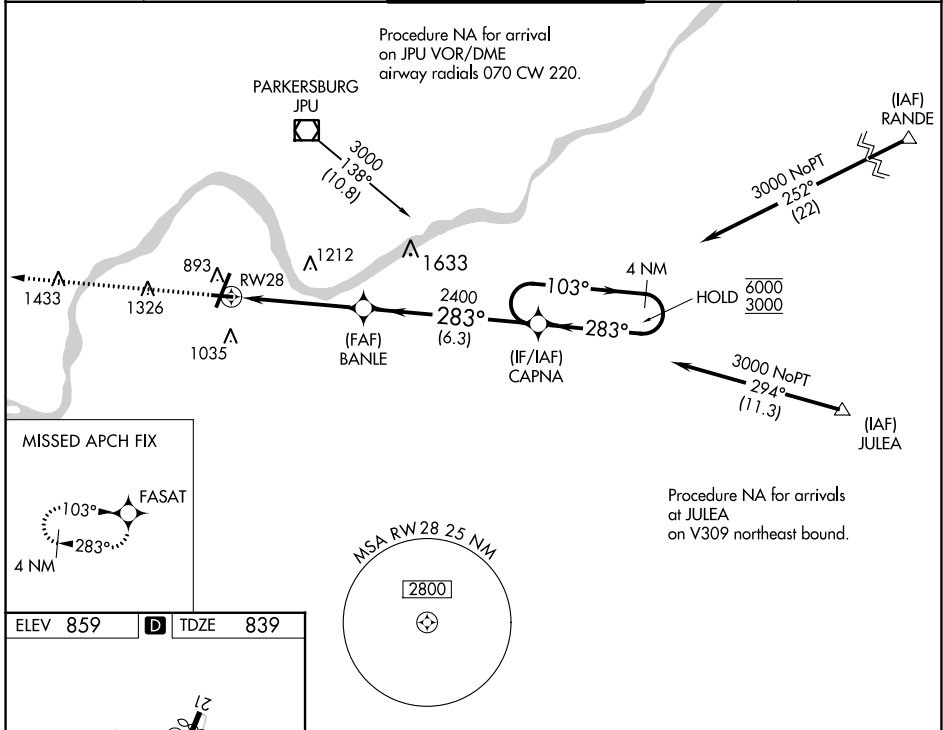 Procedure NA for arrival
on JPU VOR/DME
airway radials 070 CW 220.
PARKERSBURG
JPU
3000
138°
(10.8)
(IAF)
RANDE
3000 NoPT
252°
(22)
1212
1633
893
RW28
1433
1326
1035
2400
283°
(6.3)
(FAF)
BANLE
103°
4 NM
283°
HOLD
6000
3000
(IF/IAF)
CAPNA
3000 NoPT
294°
(11.3)
(IAF)
JULEA
MISSED APCH FIX
FASAT
103°
283°
4 NM
Procedure NA for arrivals
at JULEA
on V309 northeast bound.
MSA RW28 25 NM
2800
ELEV 859 D TDZE 839
21